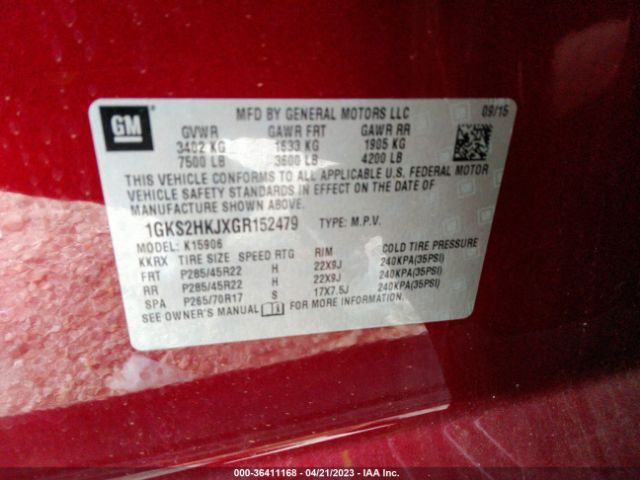 GM
MFD BY GENERAL MOTORS LLC 09/15
GVWR GAWR FRT GAWR RR
3402 KG 1633 KG 1905 KG
7500 LB 3600 LB 4200 LB
THIS VEHICLE CONFORMS TO ALL APPLICABLE U.S. FEDERAL MOTOR
VEHICLE SAFETY STANDARDS IN EFFECT ON THE DATE OF
MANUFACTURE SHOWN ABOVE.
1GKS2HKJXGR152479 TYPE: M.P.V.
MODEL: K15906
KKRX TIRE SIZE SPEED RTG RIM COLD TIRE PRESSURE
FRT P285/45R22 H 22X9J 240KPA(35PSI)
RR P285/45R22 H 22X9J 240KPA(35PSI)
SPA P265/70R17 S 17X7.5J 240KPA(35PSI)
SEE OWNER'S MANUAL FOR MORE INFORMATION.
000-36411168 - 04/21/2023 - IAA Inc.